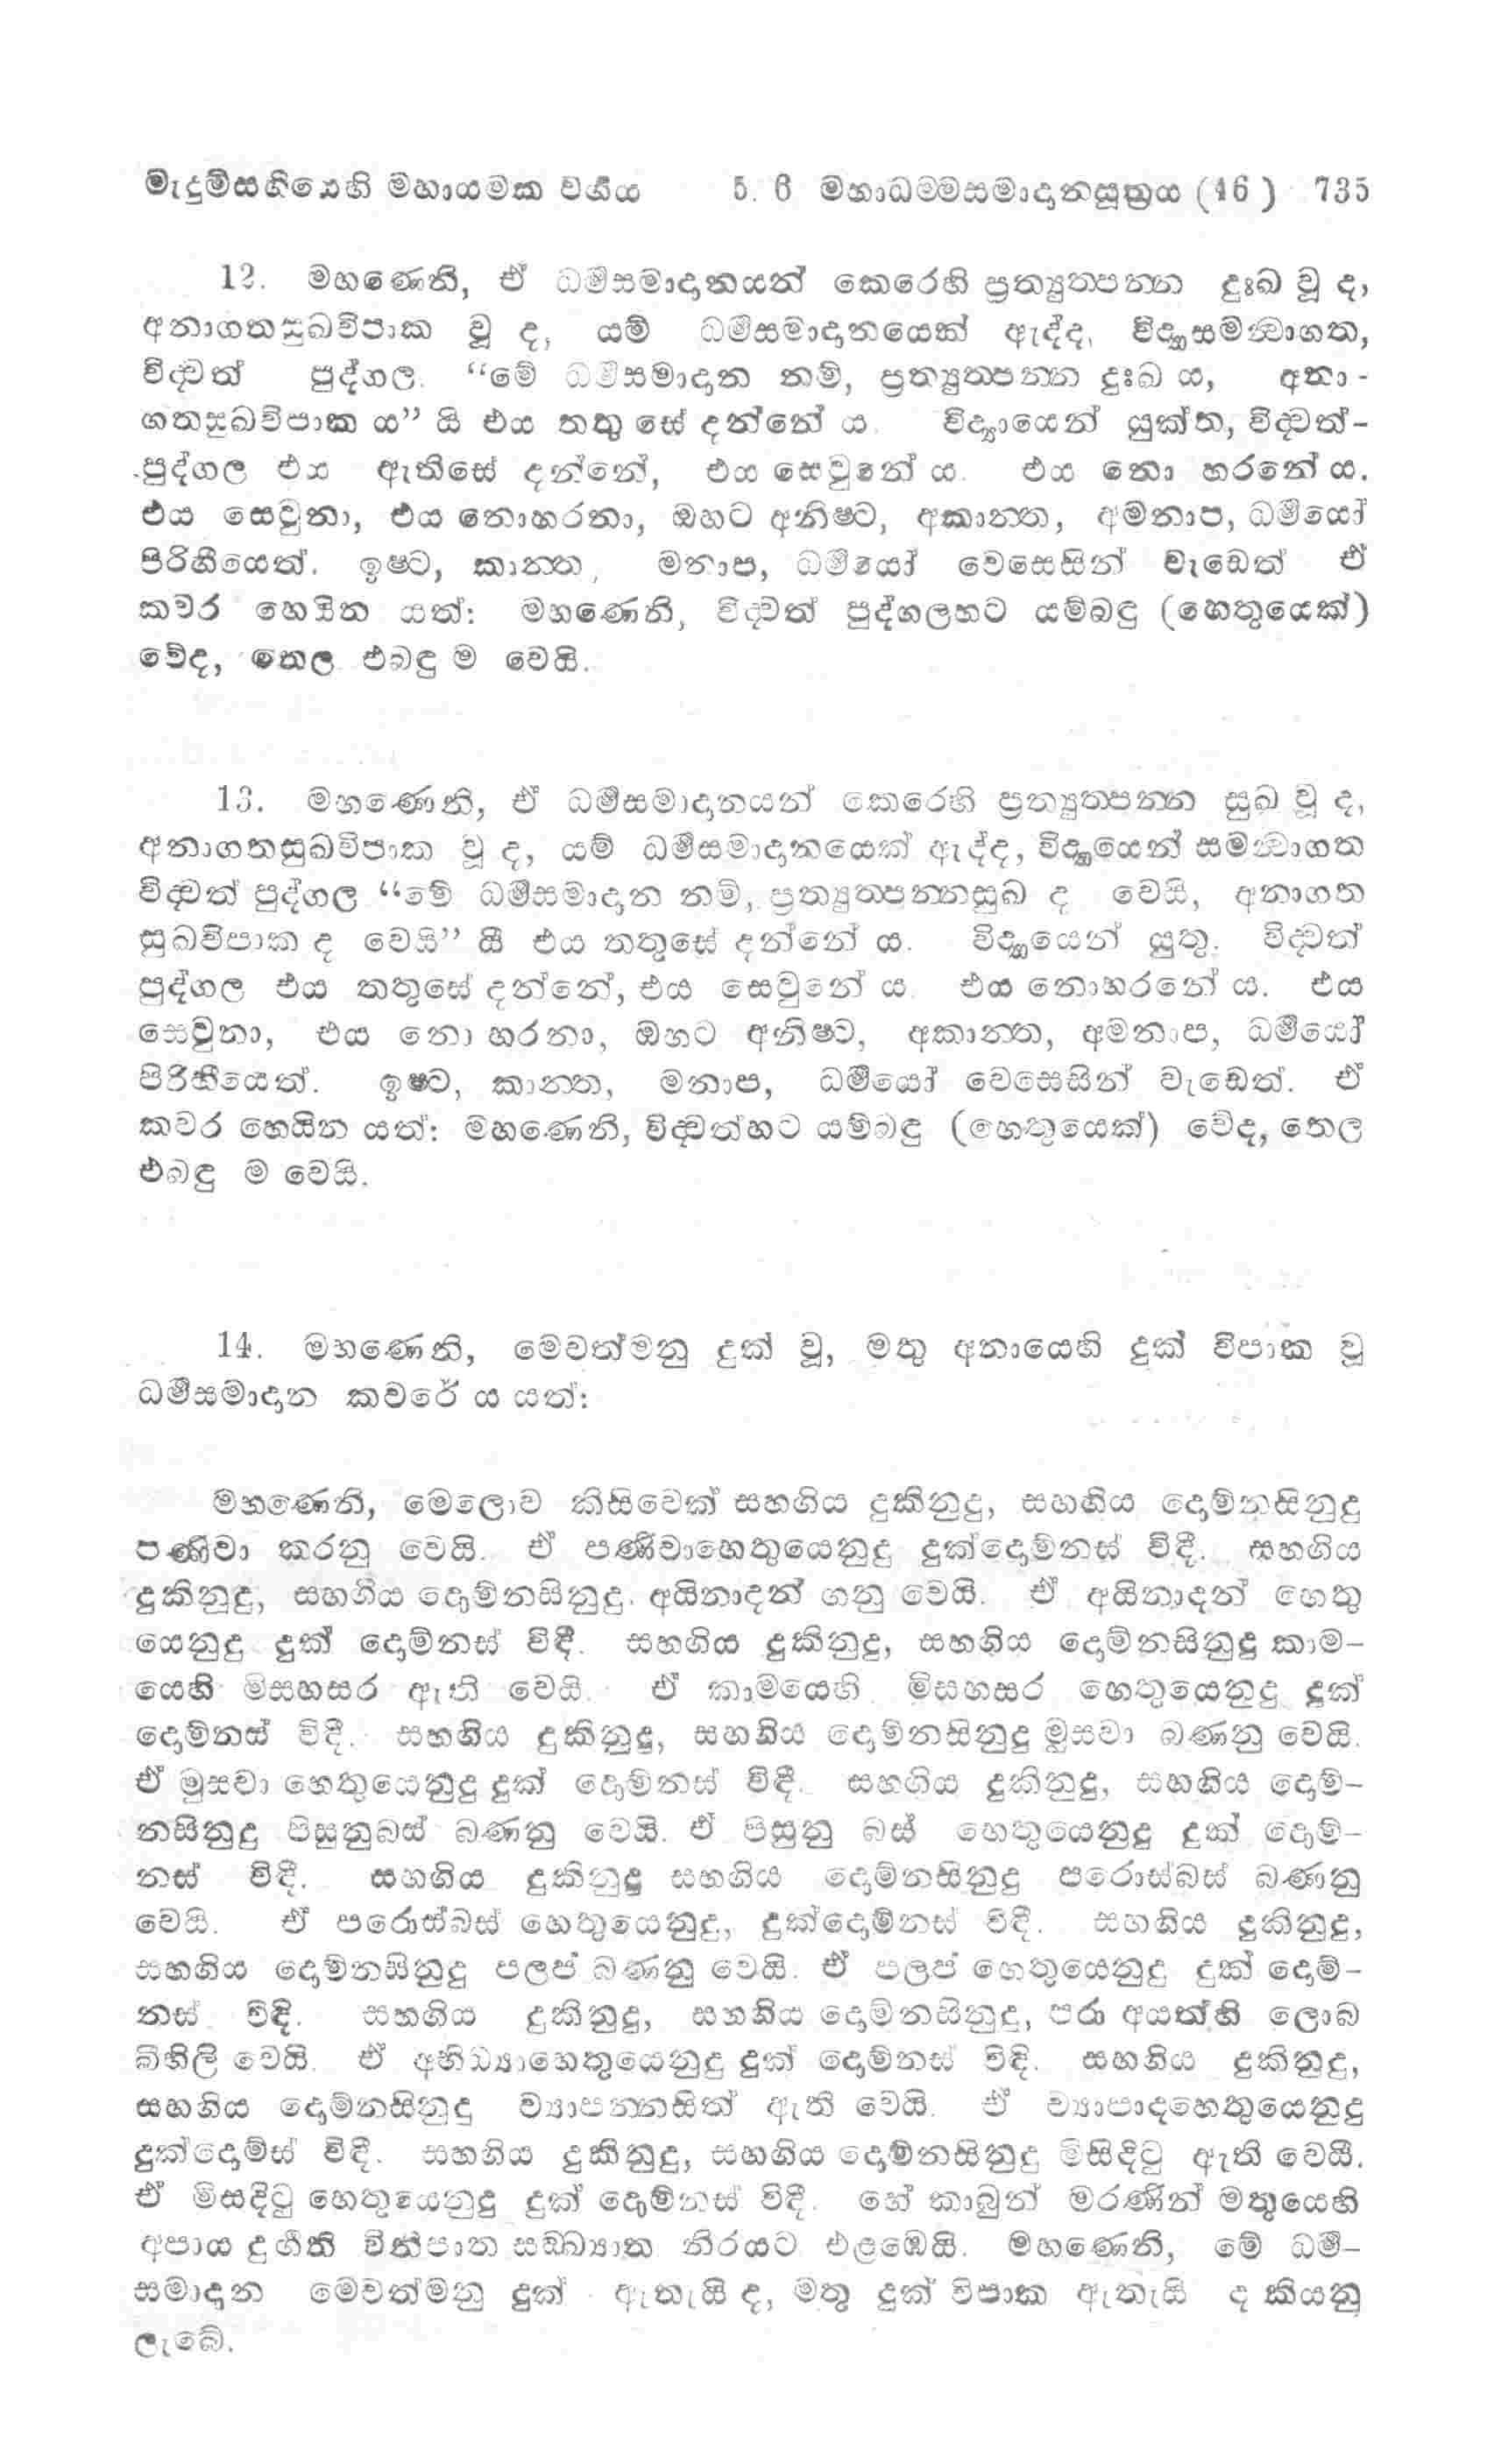 මැදුම්සඟියෙහි මහායමක වර්‍ගය 5. 6 මහාධම්මසමාදානසූත්‍රය (46) 735
12. මහණෙනි, ඒ ධර්‍මසමාදානයන් කෙරෙහි ප්‍රත්‍යුත්පන්න දුඃඛ වූ ද,
අනාගතසුඛවිපාක වූ ද, යම් ධර්‍මසමාදානයෙක් ඇද්ද, විද්‍යාසමන්‍වාගත,
විද්‍වත් පුද්ගල “මේ ධර්‍මසමාදාන නම්, ප්‍රත්‍යුත්පන්න දුඃඛ ය, අනා-
ගතසුඛවිපාක ය” යි එය තතු සේ දන්නේ ය. විද්‍යායෙන් යුක්ත, විද්‍වත්-
පුද්ගල එය ඇතිසේ දන්නේ, එය සෙවුනේ ය. එය නො හරනේ ය.
එය සෙවුනා, එය නොහරනා, ඔහට අනිෂ්ට, අකාන්ත, අමනාප, ධර්‍මයෝ
පිරිහීයෙත්. ඉෂ්ට, කාන්ත, මනාප, ධර්‍මයෝ වෙසෙසින් වැඩෙත් ඒ
කවර හෙයින යත්: මහණෙනි, විද්‍වත් පුද්ගලහට යම්බඳු (හෙතුයෙක්)
වේද, තෙල එබඳු ම වෙයි.
13. මහණෙනි, ඒ ධර්‍මසමාදානයන් කෙරෙහි ප්‍රත්‍යුත්පන්න සුඛ වූ ද,
අනාගතසුඛවිපාක වූ ද, යම් ධර්‍මසමාදානයෙක් ඇද්ද, විද්‍යායෙන් සමන්‍වාගත
විද්‍වත් පුද්ගල “මේ ධර්‍මසමාදාන නම්, ප්‍රත්‍යුත්පන්නසුඛ ද වෙයි, අනාගත
සුඛවිපාක ද වෙයි” යී එය තතුසේ දන්නේ ය. විද්‍යායෙන් යුතු, විද්‍වත්
පුද්ගල එය තතුසේ දන්නේ, එය සෙවුනේ ය. එය නොහරනේ ය. එය
සෙවුනා, එය නො හරනා, ඔහට අනිෂ්ට, අකාන්ත, අමනාප, ධර්‍මයෝ
පිරිහීයෙත්. ඉෂ්ට, කාන්ත, මනාප, ධර්‍මයෝ වෙසෙසින් වැඩෙත්. ඒ
කවර හෙයින යත්: මහණෙනි, විද්‍වත්හට යම්බඳු (හෙතුයෙක්) වේද, තෙල
එබඳු ම වෙයි.
14. මහණෙනි, මෙවත්මනු දුක් වූ, මතු අනායෙහි දුක් විපාක වූ
ධර්‍මසමාදාන කවරේ ය යත්:
මහණෙනි, මෙලොව කිසිවෙක් සහගිය දුකිනුදු, සහගිය දොම්නසිනුදු
පණිවා කරනු වෙයි. ඒ පණිවාහෙතුයෙනුදු දුක්දොම්නස් විඳී. සහගිය
දුකිනුදු, සහගිය දොම්නසිනුදු. අයිනාදන් ගනු වෙයි. ඒ අයිනාදන් හෙතු
යෙනුදු දුක් දොම්නස් විඳී. සහගිය දුකිනුදු, සහගිය දොම්නසිනුදු කාම-
යෙහි මිසහසර ඇති වෙයි. ඒ කාමයෙහි මිසහසර හෙතුයෙනුදු දුක්
දොම්නස් විඳී. සහගිය දුකිනුදු, සහගිය දොම්නසිනුදු මුසවා බණනු වෙයි.
ඒ මුසවා හෙතුයෙනුදු දුක් දොම්නස් විඳී. සහගිය දුකිනුදු, සහගිය දොම්-
නසිනුදු පිසුනුබස් බණනු වෙයි. ඒ පිසුනු බස් හෙතුයෙනුදු දුක් දොම්-
නස් විඳී. සහගිය දුකිනුදු සහගිය දොම්නසිනුදු පරොස්බස් බණනු
වෙයි. ඒ පරොස්බස් හෙතුයෙනුදු, දුක්දොම්නස් විඳී. සහගිය දුකිනුදු,
සහගිය දොම්නසිනුදු පලප් බණනු වෙයි. ඒ පලප් හෙතුයෙනුදු දුක් දොම්-
නස් විඳි. සහගිය දුකිනුදු, සහගිය දොම්නසිනුදු, පරා අයත්හි ලොබ
බිහිලි වෙයි. ඒ අභිධ්‍යාහෙතුයෙනුදු දුක් දොම්නස් විඳි. සහගිය දුකිනුදු,
සහගිය දොම්නසිනුදු ව්‍යාපන්නසිත් ඇති වෙයි. ඒ ව්‍යාපාදහෙතුයෙනුදු
දුක්දොම්ස් විඳී. සහගිය දුකිනුදු, සහගිය දොම්නසිනුදු මිසිදිටු ඇති වෙයි.
ඒ මිසදිටු හෙතුයෙනුදු දුක් දොම්නස් විඳී. හේ කාබුන් මරණින් මතුයෙහි
අපාය දුර්‍ගති විනිපාත සඞ්ඛ්‍යාත නිරයට එළඹෙයි. මහණෙනි, මේ ධර්‍ම-
සමාදාන මෙවත්මනු දුක් ඇතැයි ද, මතු දුක් විපාක ඇතැයි ද කියනු
ලැබේ.